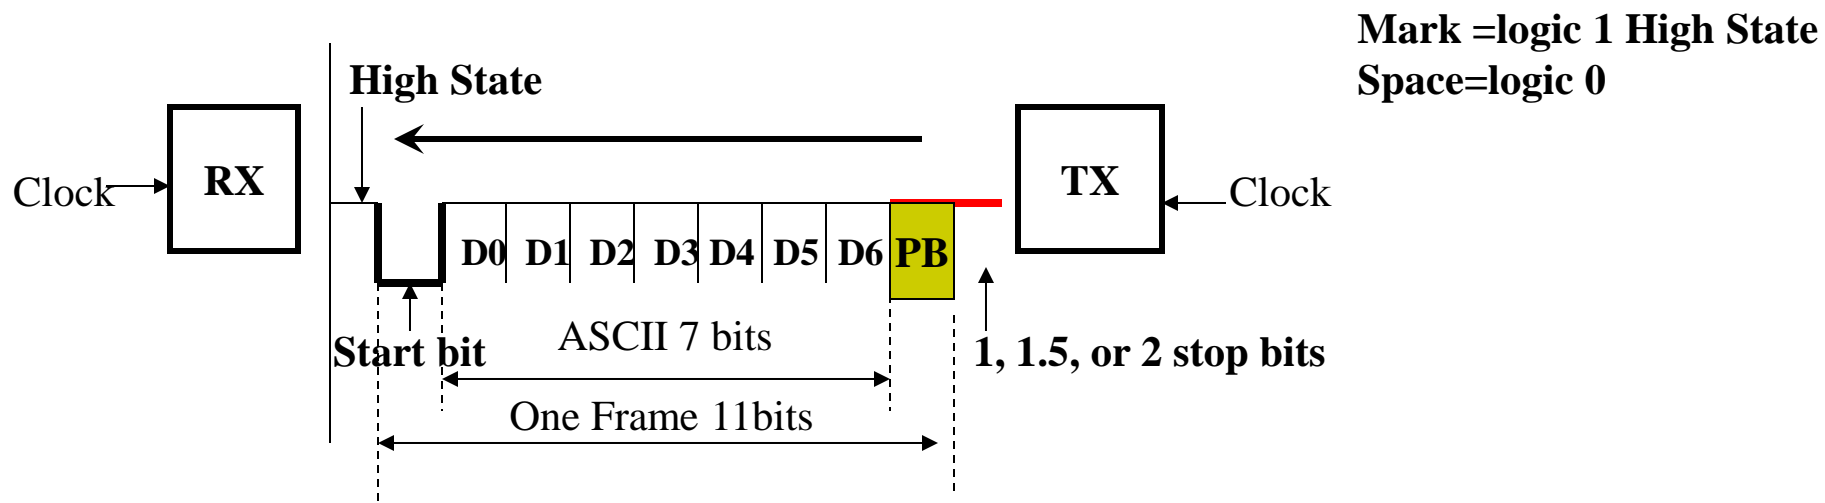 Mark =logic 1 High State
Space=logic 0
High State
Clock
RX
TX
Clock
D0 D1 D2 D3 D4 D5 D6 PB
Start bit
ASCII 7 bits
1, 1.5, or 2 stop bits
One Frame 11bits